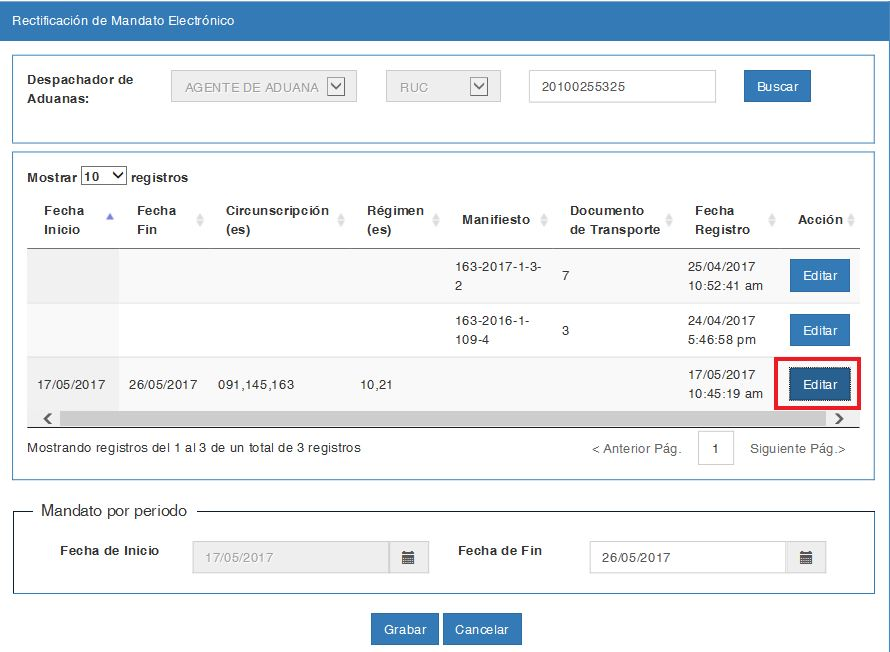 Rectificación de Mandato Electrónico
Despachador de
Aduanas:
AGENTE DE ADUANA RUC 20100255325 Buscar
Mostrar 10 registros
Fecha Inicio Fecha Fin Circunscripción (es) Régimen (es) Manifiesto Documento de Transporte Fecha Registro Acción
163-2017-1-3-2 7 25/04/2017 10:52:41 am Editar
163-2016-1-109-4 3 24/04/2017 5:46:58 pm Editar
17/05/2017 26/05/2017 091,145,163 10,21 17/05/2017 10:45:19 am Editar
Mostrando registros del 1 al 3 de un total de 3 registros < Anterior Pág. 1 Siguiente Pág.>
Mandato por periodo
Fecha de Inicio 17/05/2017 Fecha de Fin 26/05/2017
Grabar Cancelar